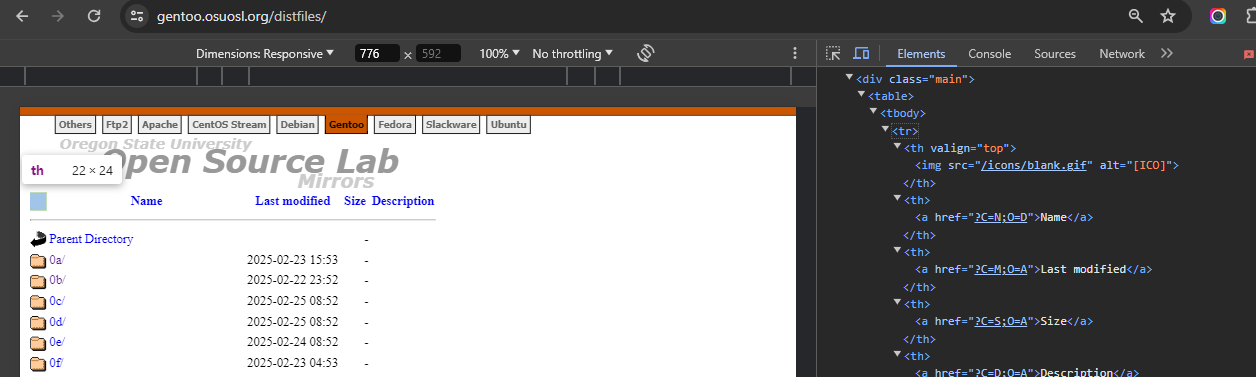 gentoo.osuosl.org/distfiles/
Dimensions: Responsive 776 × 592 100% No throttling
Elements Console Sources Network
Others Ftp2 Apache CentOS Stream Debian Gentoo Fedora Slackware Ubuntu
Oregon State University
Open Source Lab
Mirrors
th 22 × 24
Name Last modified Size Description
Parent Directory -
0a/ 2025-02-23 15:53 -
0b/ 2025-02-22 23:52 -
0c/ 2025-02-25 08:52 -
0d/ 2025-02-25 08:52 -
0e/ 2025-02-24 08:52 -
0f/ 2025-02-23 04:53 -
<div class="main">
<table>
<tbody>
<tr>
<th valign="top">
<img src="/icons/blank.gif" alt="[ICO]">
</th>
<th>
<a href="?C=N;O=D">Name</a>
</th>
<th>
<a href="?C=M;O=A">Last modified</a>
</th>
<th>
<a href="?C=S;O=A">Size</a>
</th>
<th>
<a href="?C=D;O=A">Description</a>